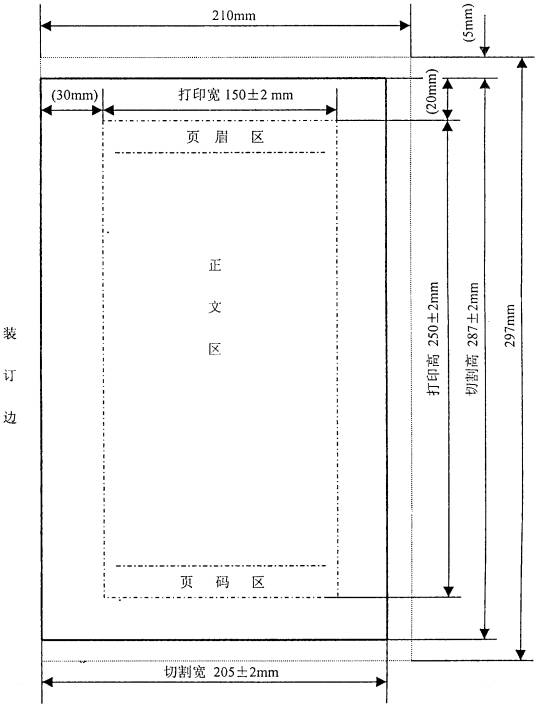 210mm
(5mm)
(30mm)
打印宽 150±2 mm
(20mm)
页 眉 区
正
文
区
装
订
边
打印高 250±2mm
切割高 287±2mm
297mm
页 码 区
切割宽 205±2mm